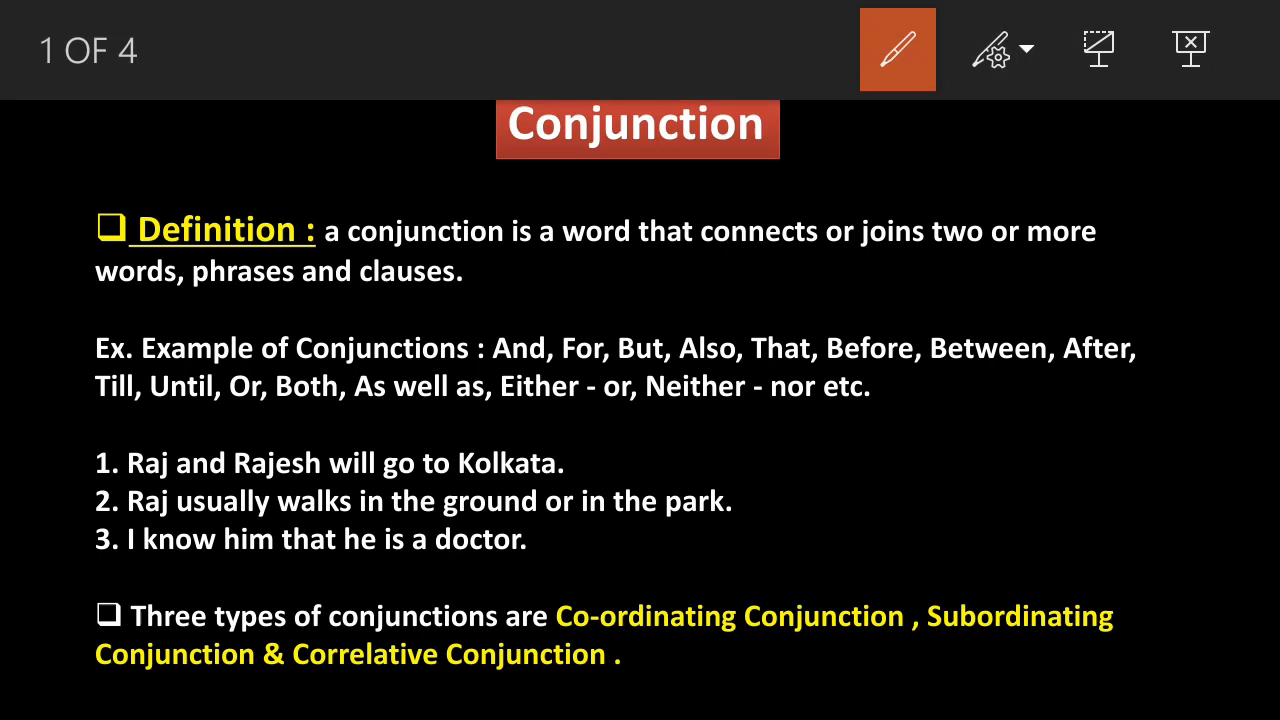 1 OF 4
Conjunction
Definition : a conjunction is a word that connects or joins two or more
words, phrases and clauses.
Ex. Example of Conjunctions : And, For, But, Also, That, Before, Between, After,
Till, Until, Or, Both, As well as, Either - or, Neither - nor etc.
1. Raj and Rajesh will go to Kolkata.
2. Raj usually walks in the ground or in the park.
3. I know him that he is a doctor.
Three types of conjunctions are Co-ordinating Conjunction , Subordinating
Conjunction & Correlative Conjunction .